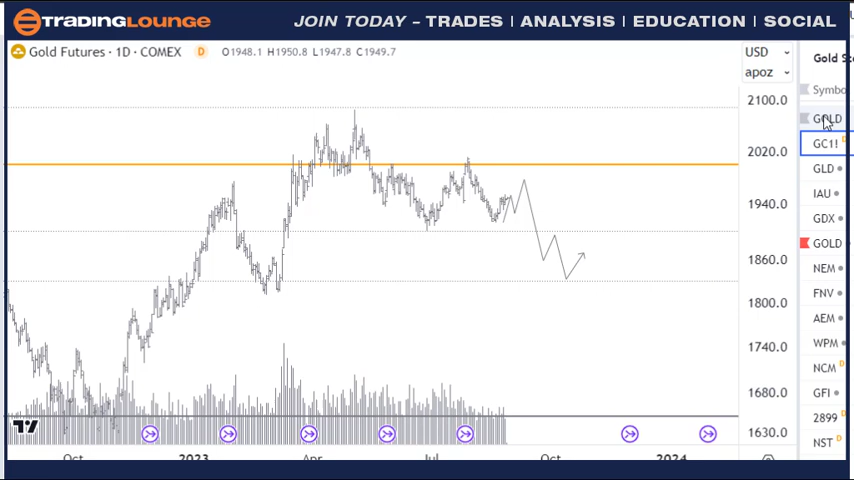 TRADINGLOUNGE
JOIN TODAY - TRADES | ANALYSIS | EDUCATION | SOCIAL
Gold Futures · 1D · COMEX D O1948.1 H1950.8 L1947.8 C1949.7
USD
apoz
2100.0
2020.0
1940.0
1860.0
1800.0
1740.0
1680.0
1630.0
Oct 2023 Apr Jul Oct 2024
Gold
Symbo
GOLD
GC1! D
GLD
IAU
GDX
GOLD
NEM
FNV
AEM
WPM
NCM D
GFI
2899 D
NST D